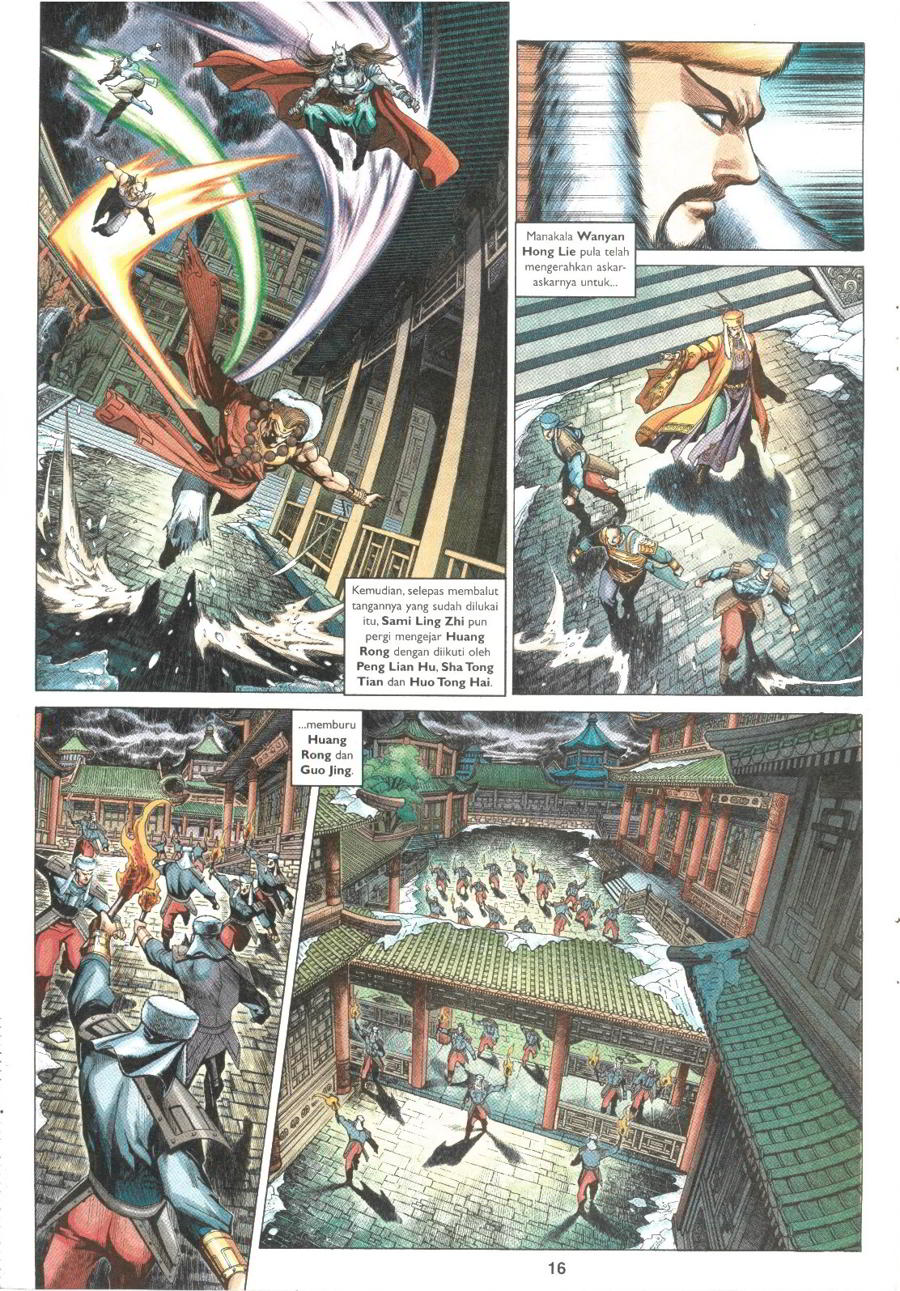 Kemudian, selepas membalut
tangannya yang sudah dilukai
itu, Sami Ling Zhi pun
pergi mengejar Huang
Rong dengan diikuti oleh
Peng Lian Hu, Sha Tong
Tian dan Huo Tong Hai.
Manakala Wanyan
Hong Lie pula telah
mengerahkan askar-
askarnya untuk...
...memburu
Huang
Rong dan
Guo Jing.
16